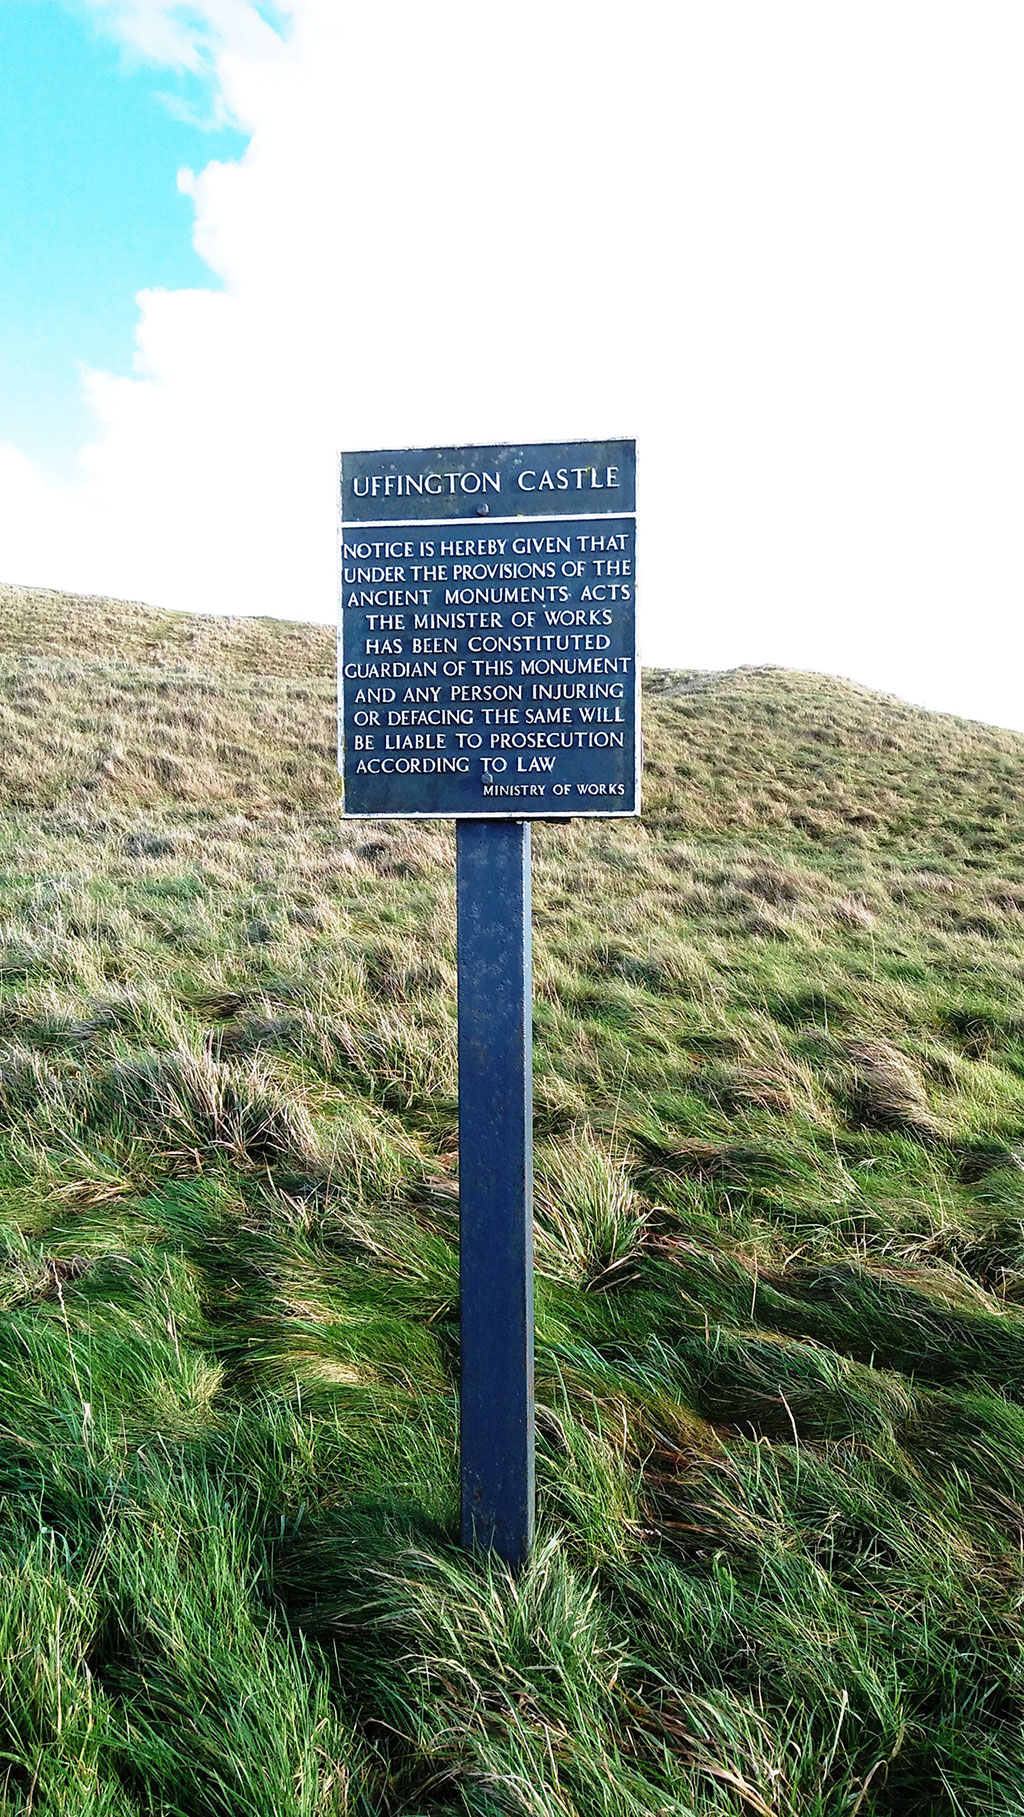 UFFINGTON CASTLE
NOTICE IS HEREBY GIVEN THAT
UNDER THE PROVISIONS OF THE
ANCIENT MONUMENTS ACTS
THE MINISTER OF WORKS
HAS BEEN CONSTITUTED
GUARDIAN OF THIS MONUMENT
AND ANY PERSON INJURING
OR DEFACING THE SAME WILL
BE LIABLE TO PROSECUTION
ACCORDING TO LAW
MINISTRY OF WORKS